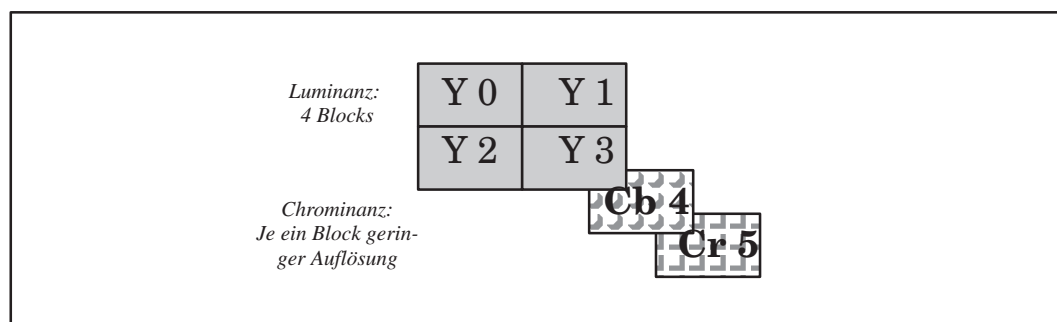 Luminanz:
4 Blocks
Y 0
Y 1
Y 2
Y 3
Chrominanz:
Je ein Block gerin-
ger Auflösung
Cb 4
Cr 5